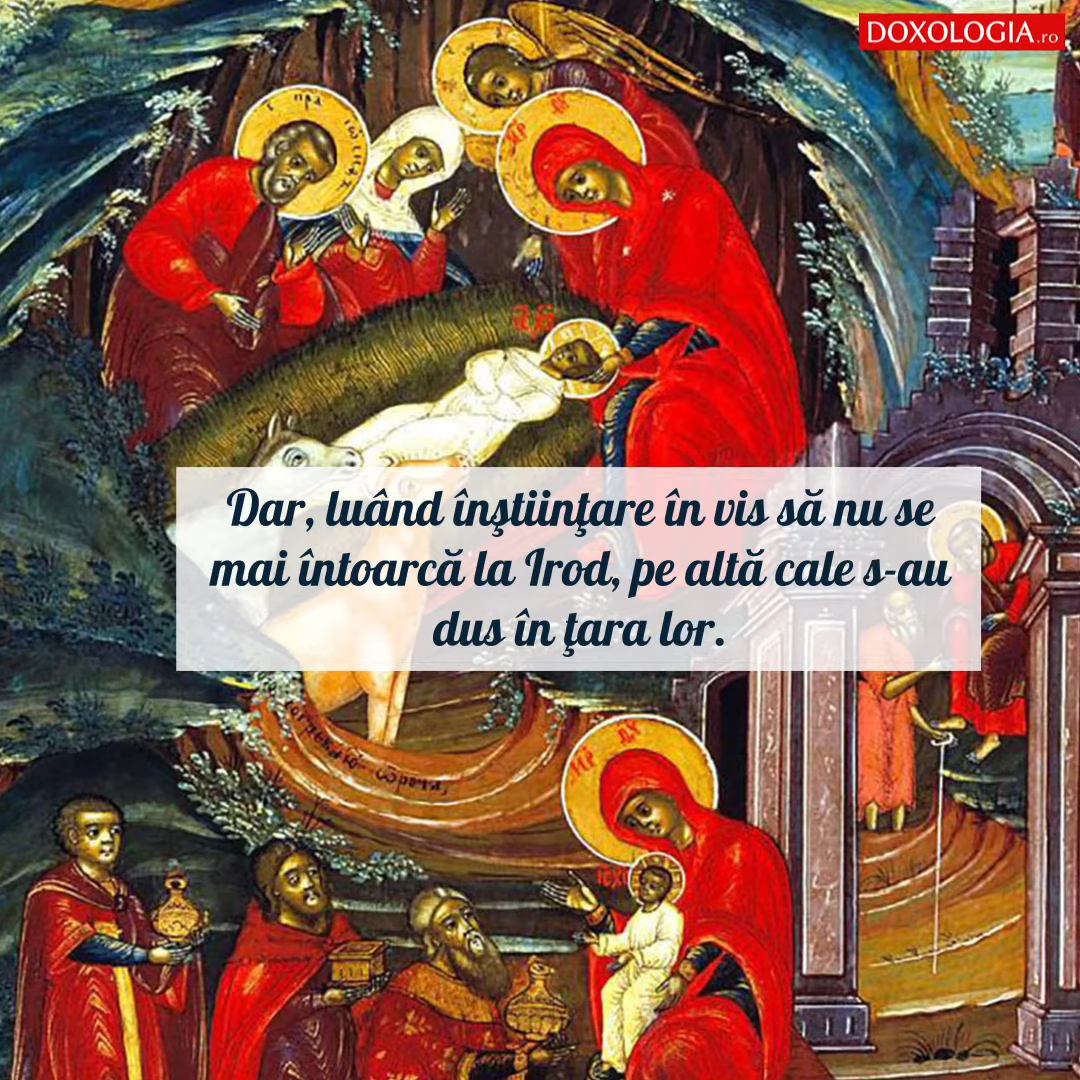 DOXOLOGIA.ro
Dar, luând înştiinţare în vis să nu se
mai întoarcă la Irod, pe altă cale s-au
dus în ţara lor.